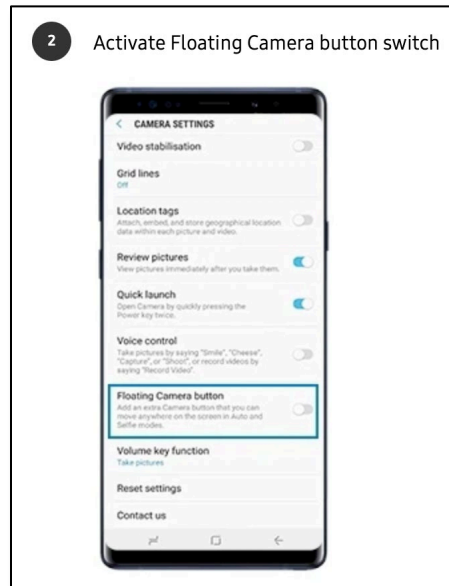 2 Activate Floating Camera button switch
< CAMERA SETTINGS
Video stabilisation
Grid lines
Off
Location tags
Attach, embed, and store geographical location
data within each picture and video.
Review pictures
View pictures immediately after you take them.
Quick launch
Open Camera by quickly pressing the
Power key twice.
Voice control
Take pictures by saying "Smile", "Cheese",
"Capture", or "Shoot", or record videos by
saying "Record Video".
Floating Camera button
Add an extra Camera button that you can
move anywhere on the screen in Auto and
Selfie modes.
Volume key function
Take pictures
Reset settings
Contact us